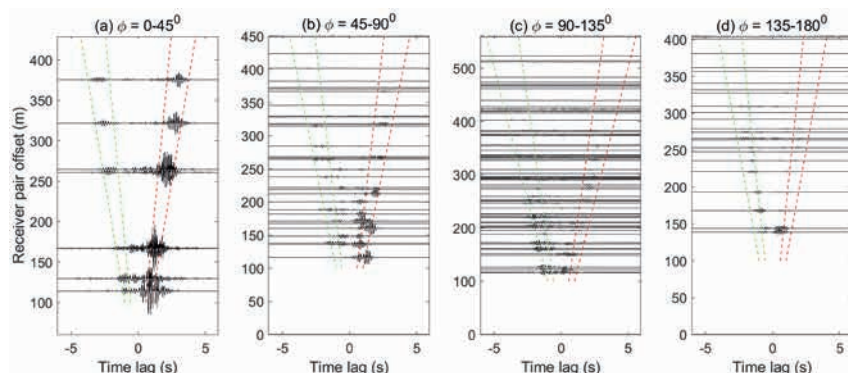 (a) ϕ = 0-45⁰
(b) ϕ = 45-90⁰
(c) ϕ = 90-135⁰
(d) ϕ = 135-180⁰
Receiver pair offset (m)
400
350
300
250
200
150
100
-5 0 5
Time lag (s)
450
400
350
300
250
200
150
100
50
0
-5 0 5
Time lag (s)
500
400
300
200
100
0
-5 0 5
Time lag (s)
400
350
300
250
200
150
100
50
0
-5 0 5
Time lag (s)